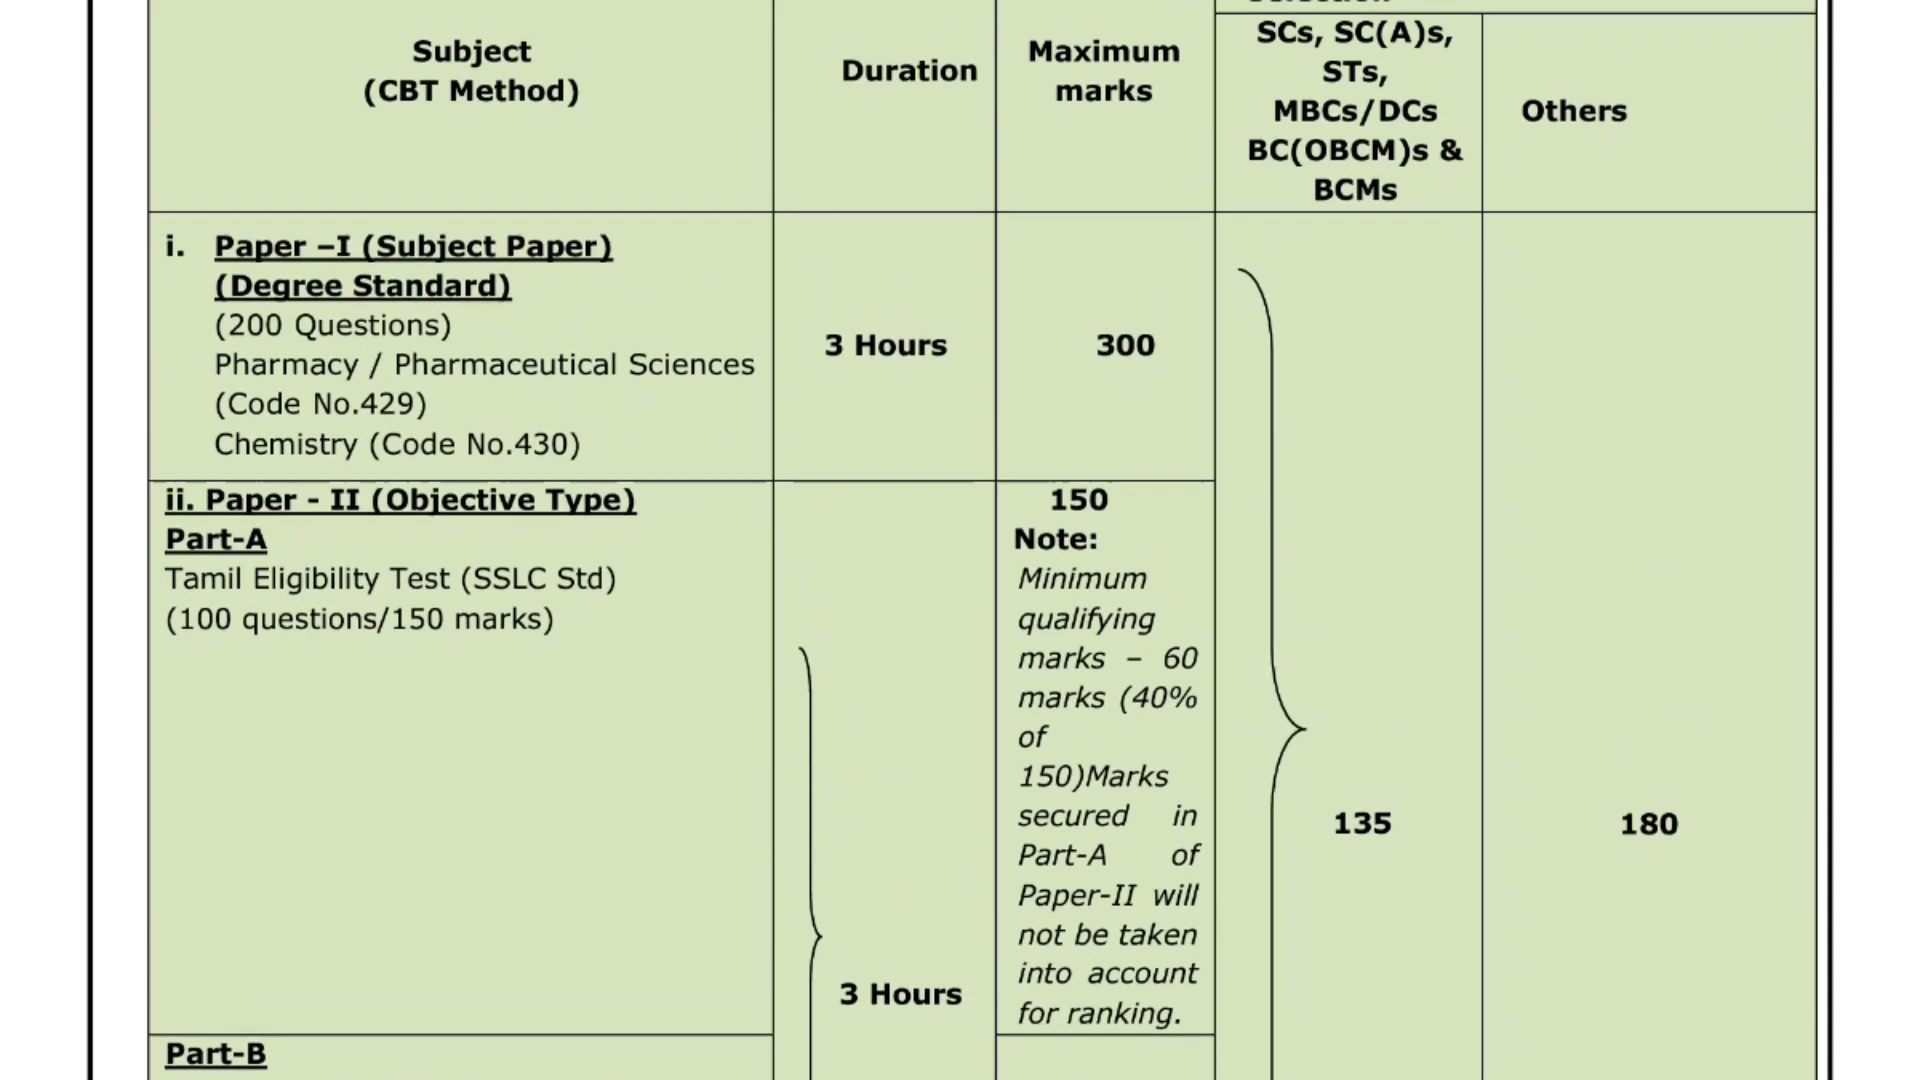 Subject
(CBT Method)
Duration
Maximum
marks
SCs, SC(A)s,
STs,
MBCs/DCs
BC(OBCM)s &
BCMs
Others
i. Paper –I (Subject Paper)
(Degree Standard)
(200 Questions)
Pharmacy / Pharmaceutical Sciences
(Code No.429)
Chemistry (Code No.430)
3 Hours
300
ii. Paper - II (Objective Type)
Part-A
Tamil Eligibility Test (SSLC Std)
(100 questions/150 marks)
3 Hours
150
Note:
Minimum
qualifying
marks – 60
marks (40%
of
150)Marks
secured in
Part-A of
Paper-II will
not be taken
into account
for ranking.
135
180
Part-B